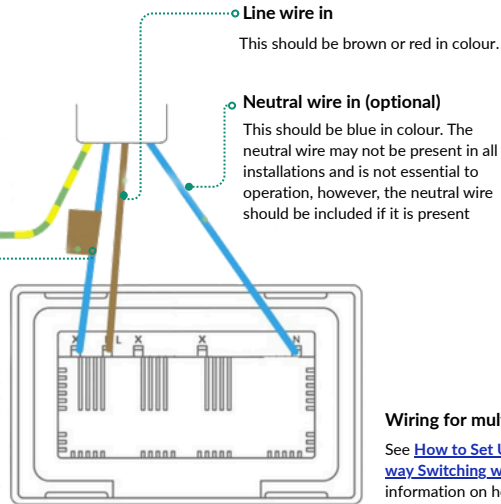 Line wire in
This should be brown or red in colour.
Neutral wire in (optional)
This should be blue in colour. The
neutral wire may not be present in all
installations and is not essential to
operation, however, the neutral wire
should be included if it is present
X L X X N
Wiring for mul
See How to Set U
way Switching w
information on h